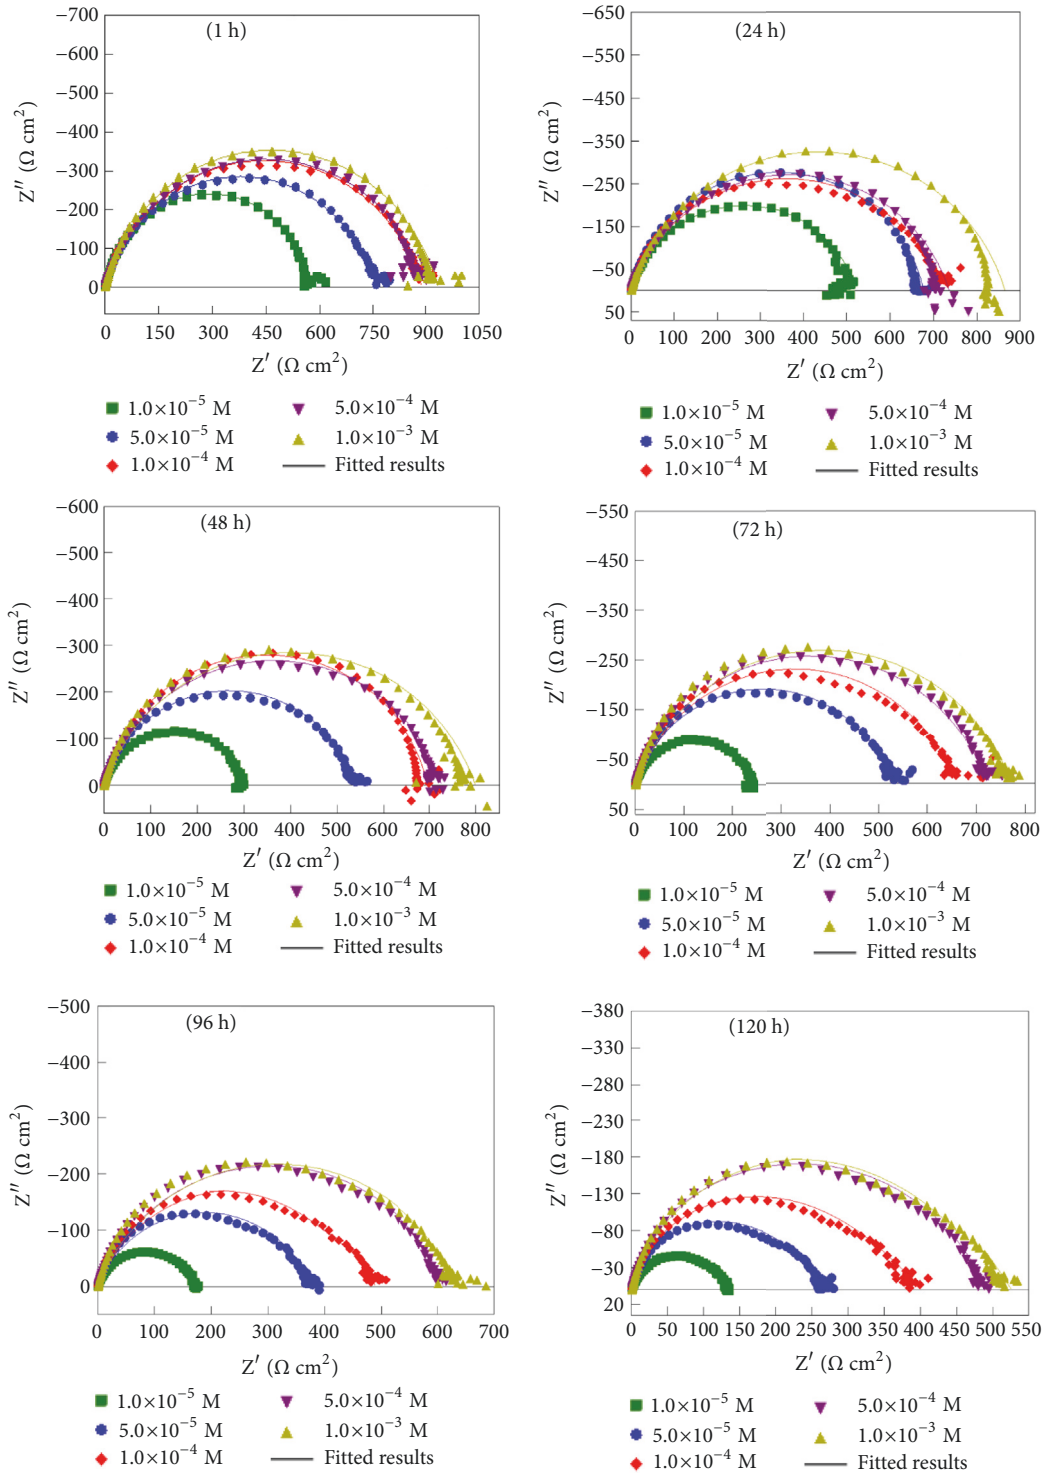 (1 h)
−700
−600
−500
−400
−300
−200
−100
0
Z″ (Ω cm²)
0 150 300 450 600 750 900 1050
Z′ (Ω cm²)
1.0×10⁻⁵ M 5.0×10⁻⁴ M
5.0×10⁻⁵ M 1.0×10⁻³ M
1.0×10⁻⁴ M Fitted results
(24 h)
−650
−550
−450
−350
−250
−150
−50
50
Z″ (Ω cm²)
0 100 200 300 400 500 600 700 800 900
Z′ (Ω cm²)
1.0×10⁻⁵ M 5.0×10⁻⁴ M
5.0×10⁻⁵ M 1.0×10⁻³ M
1.0×10⁻⁴ M Fitted results
(48 h)
−600
−500
−400
−300
−200
−100
0
Z″ (Ω cm²)
0 100 200 300 400 500 600 700 800
Z′ (Ω cm²)
1.0×10⁻⁵ M 5.0×10⁻⁴ M
5.0×10⁻⁵ M 1.0×10⁻³ M
1.0×10⁻⁴ M Fitted results
(72 h)
−550
−450
−350
−250
−150
−50
50
Z″ (Ω cm²)
0 100 200 300 400 500 600 700 800
Z′ (Ω cm²)
1.0×10⁻⁵ M 5.0×10⁻⁴ M
5.0×10⁻⁵ M 1.0×10⁻³ M
1.0×10⁻⁴ M Fitted results
(96 h)
−500
−400
−300
−200
−100
0
Z″ (Ω cm²)
0 100 200 300 400 500 600 700
Z′ (Ω cm²)
1.0×10⁻⁵ M 5.0×10⁻⁴ M
5.0×10⁻⁵ M 1.0×10⁻³ M
1.0×10⁻⁴ M Fitted results
(120 h)
−380
−330
−280
−230
−180
−130
−80
−30
20
Z″ (Ω cm²)
0 50 100 150 200 250 300 350 400 450 500 550
Z′ (Ω cm²)
1.0×10⁻⁵ M 5.0×10⁻⁴ M
5.0×10⁻⁵ M 1.0×10⁻³ M
1.0×10⁻⁴ M Fitted results